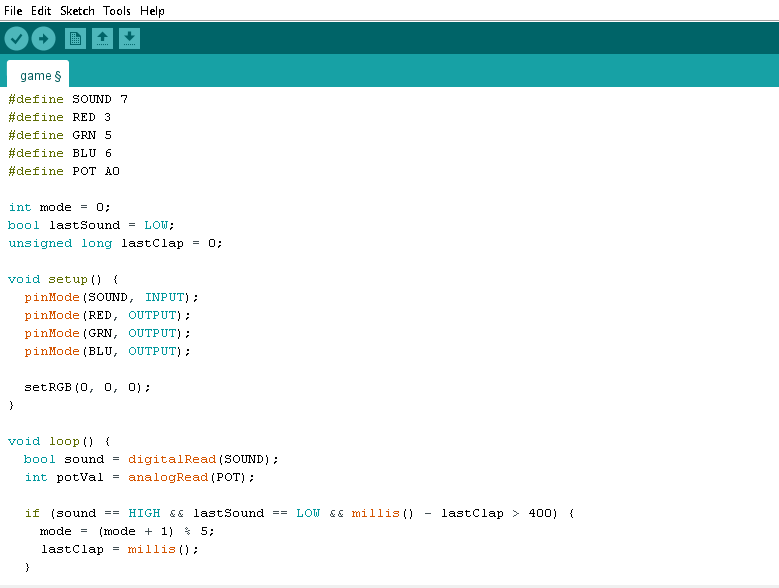 File Edit Sketch Tools Help
game §
#define SOUND 7
#define RED 3
#define GRN 5
#define BLU 6
#define POT A0
int mode = 0;
bool lastSound = LOW;
unsigned long lastClap = 0;
void setup() {
pinMode(SOUND, INPUT);
pinMode(RED, OUTPUT);
pinMode(GRN, OUTPUT);
pinMode(BLU, OUTPUT);
setRGB(0, 0, 0);
}
void loop() {
bool sound = digitalRead(SOUND);
int potVal = analogRead(POT);
if (sound == HIGH && lastSound == LOW && millis() - lastClap > 400) {
mode = (mode + 1) % 5;
lastClap = millis();
}